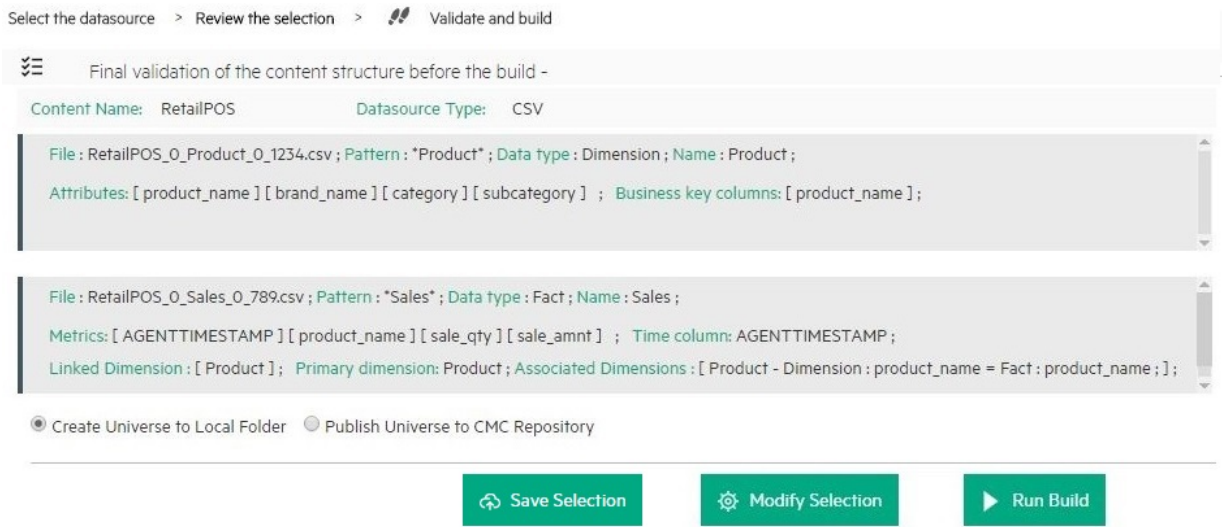 Select the datasource > Review the selection > Validate and build
Final validation of the content structure before the build -
Content Name: RetailPOS Datasource Type: CSV
File : RetailPOS_0_Product_0_1234.csv ; Pattern : *Product* ; Data type : Dimension ; Name : Product ;
Attributes: [ product_name ] [ brand_name ] [ category ] [ subcategory ] ; Business key columns: [ product_name ] ;
File : RetailPOS_0_Sales_0_789.csv ; Pattern : *Sales* ; Data type : Fact ; Name : Sales ;
Metrics: [ AGENTTIMESTAMP ] [ product_name ] [ sale_qty ] [ sale_amnt ] ; Time column: AGENTTIMESTAMP ;
Linked Dimension : [ Product ] ; Primary dimension: Product ; Associated Dimensions : [ Product - Dimension : product_name = Fact : product_name ; ] ;
Create Universe to Local Folder Publish Universe to CMC Repository
Save Selection Modify Selection Run Build